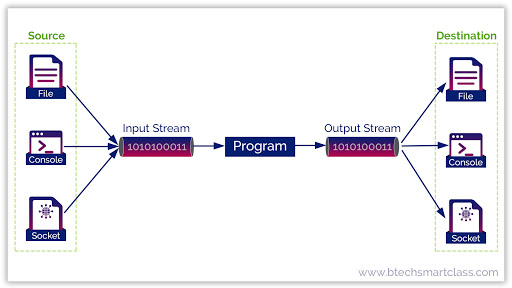 Source
Destination
File
File
Input Stream
Output Stream
1010100011
Program
1010100011
Console
Console
Socket
Socket
www.btechsmartclass.com